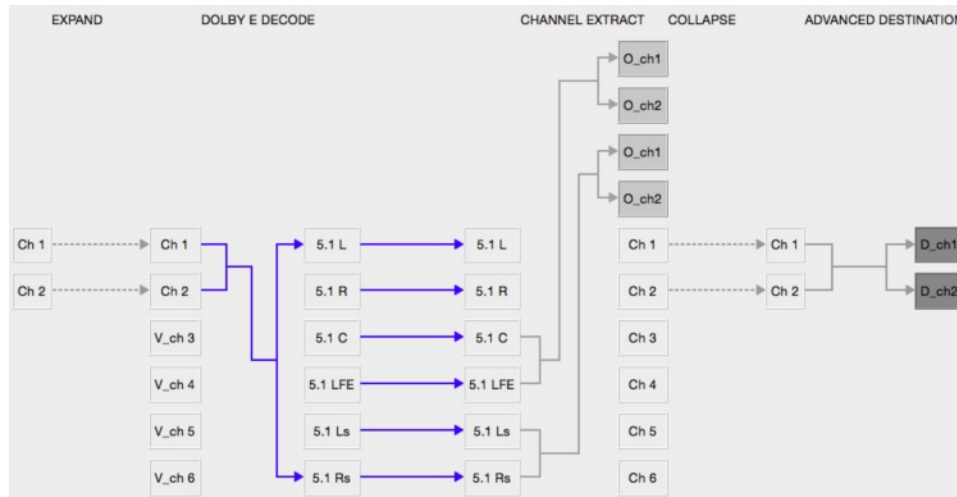 EXPAND DOLBY E DECODE CHANNEL EXTRACT COLLAPSE ADVANCED DESTINATION
O_ch1
O_ch2
O_ch1
O_ch2
Ch 1 Ch 1 5.1 L 5.1 L Ch 1 Ch 1 D_ch1
Ch 2 Ch 2 5.1 R 5.1 R Ch 2 Ch 2 D_ch2
V_ch 3 5.1 C 5.1 C Ch 3
V_ch 4 5.1 LFE 5.1 LFE Ch 4
V_ch 5 5.1 Ls 5.1 Ls Ch 5
V_ch 6 5.1 Rs 5.1 Rs Ch 6